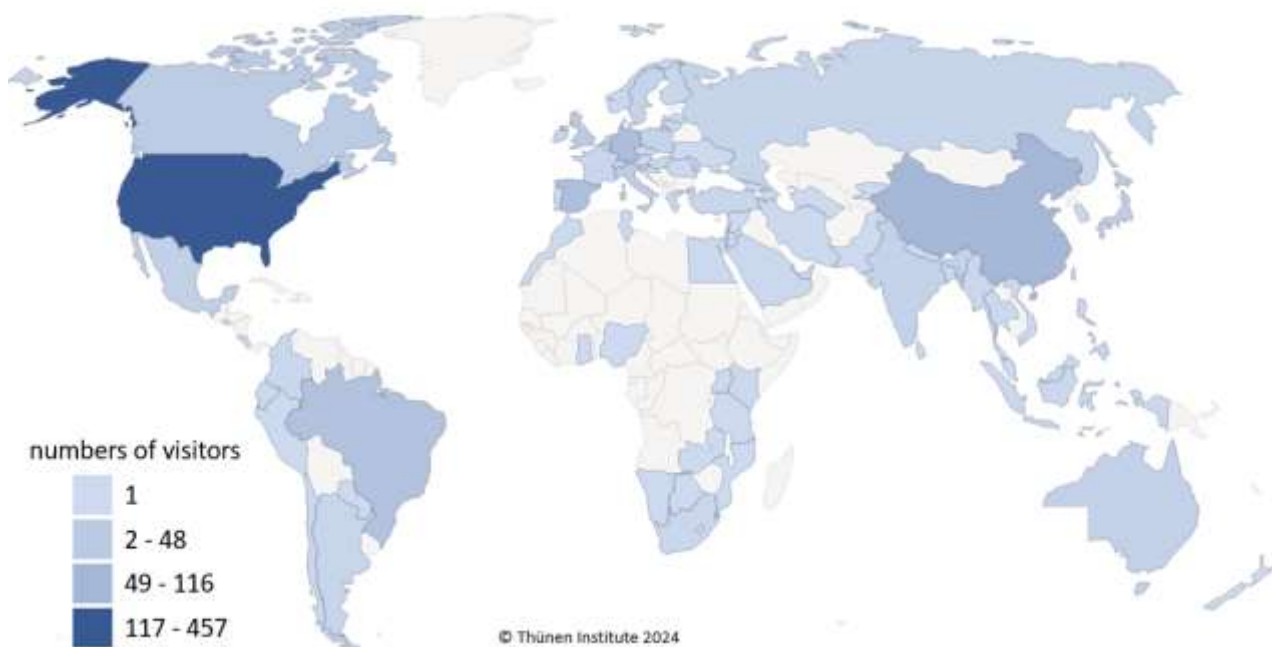 numbers of visitors
1
2 - 48
49 - 116
117 - 457
© Thünen Institute 2024